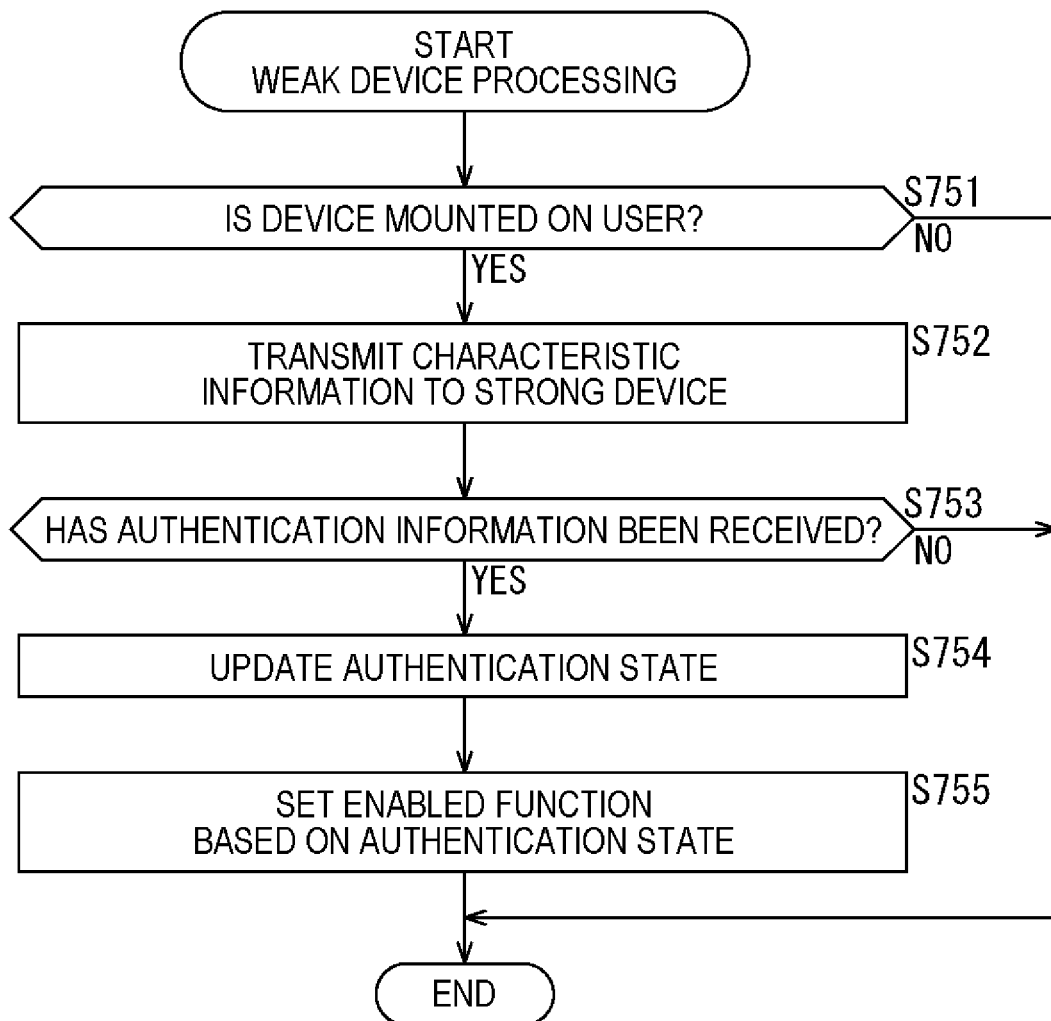 START
WEAK DEVICE PROCESSING
IS DEVICE MOUNTED ON USER?
S751
NO
YES
TRANSMIT CHARACTERISTIC
INFORMATION TO STRONG DEVICE
S752
HAS AUTHENTICATION INFORMATION BEEN RECEIVED?
S753
NO
YES
UPDATE AUTHENTICATION STATE
S754
SET ENABLED FUNCTION
BASED ON AUTHENTICATION STATE
S755
END